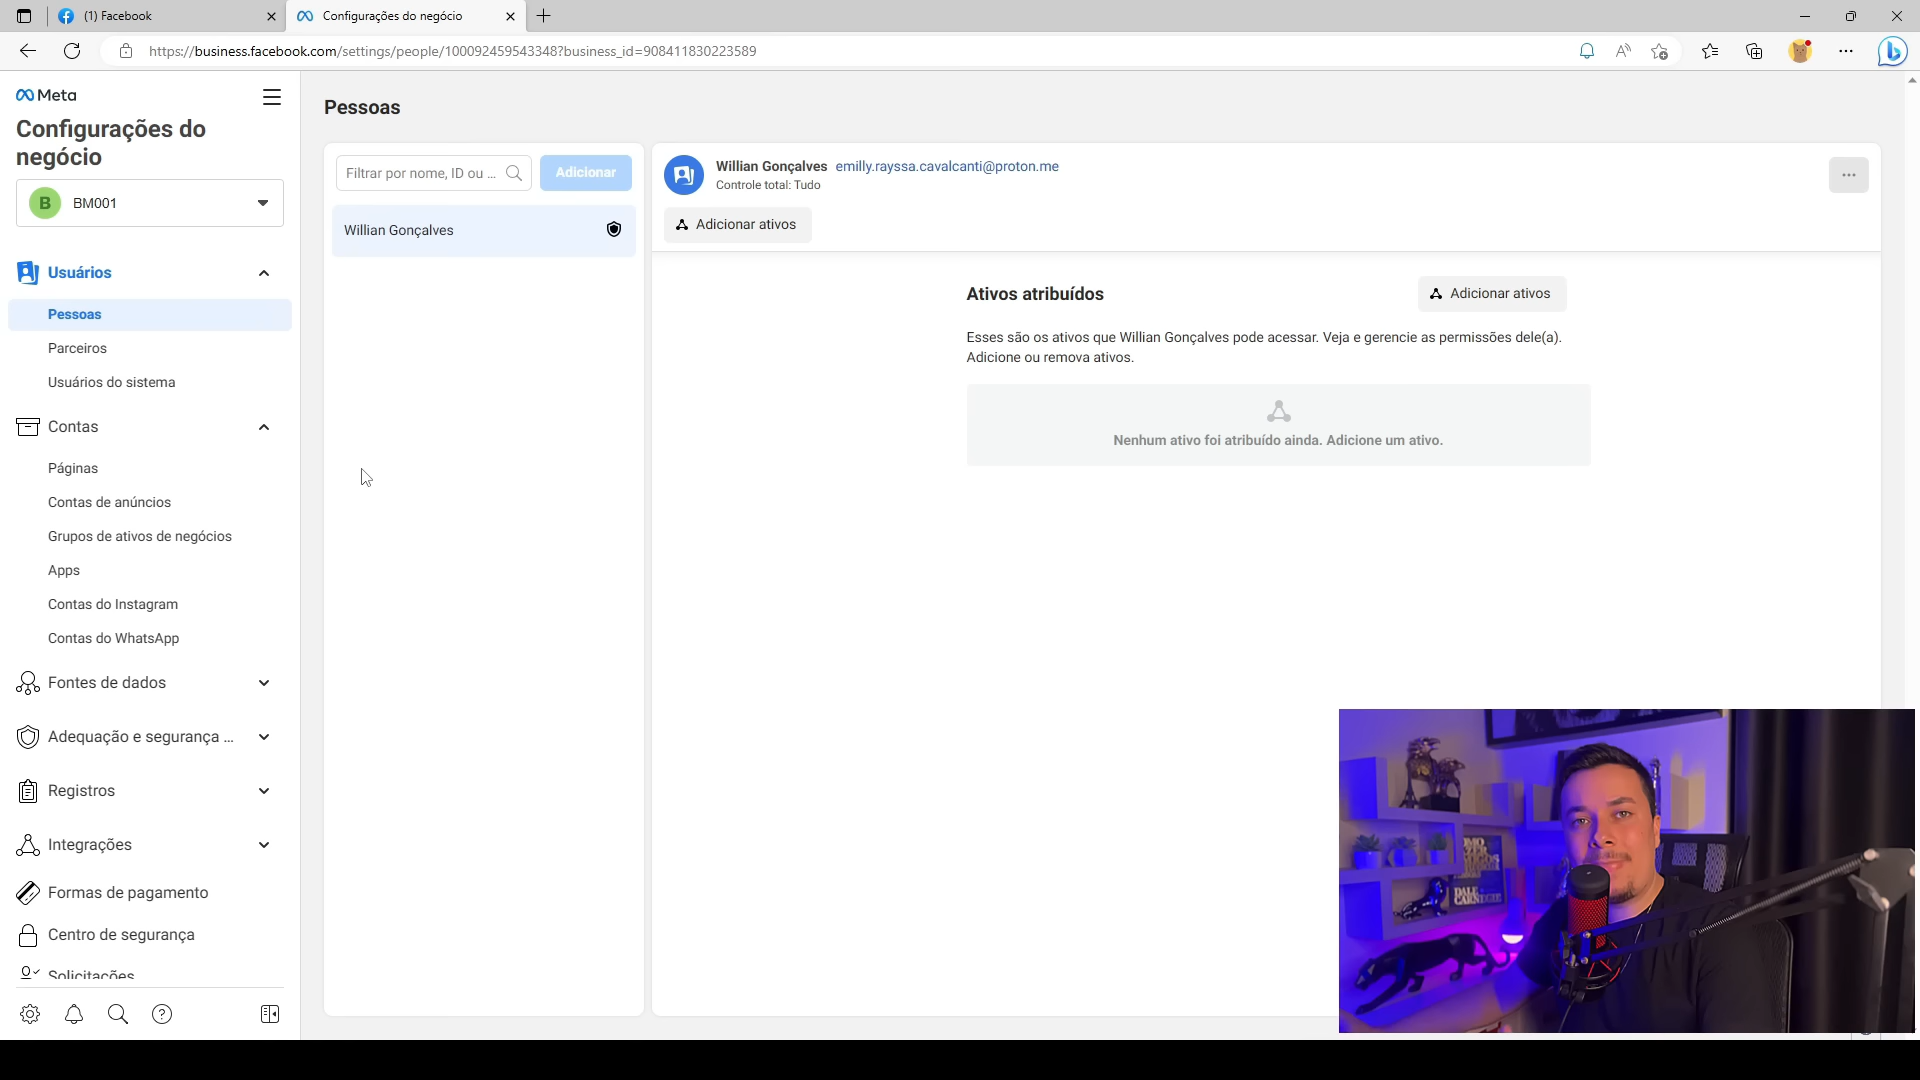 (1) Facebook
Configurações do negócio
https://business.facebook.com/settings/people/100092459543348?business_id=908411830223589
Meta
Configurações do
negócio
B BM001
Usuários
Pessoas
Parceiros
Usuários do sistema
Contas
Páginas
Contas de anúncios
Grupos de ativos de negócios
Apps
Contas do Instagram
Contas do WhatsApp
Fontes de dados
Adequação e segurança ...
Registros
Integrações
Formas de pagamento
Centro de segurança
Solicitações
Pessoas
Filtrar por nome, ID ou ...
Adicionar
Willian Gonçalves
Willian Gonçalves emilly.rayssa.cavalcanti@proton.me
Controle total: Tudo
Adicionar ativos
Ativos atribuídos
Adicionar ativos
Esses são os ativos que Willian Gonçalves pode acessar. Veja e gerencie as permissões dele(a).
Adicione ou remova ativos.
Nenhum ativo foi atribuído ainda. Adicione um ativo.
DALE
CARNEGIE